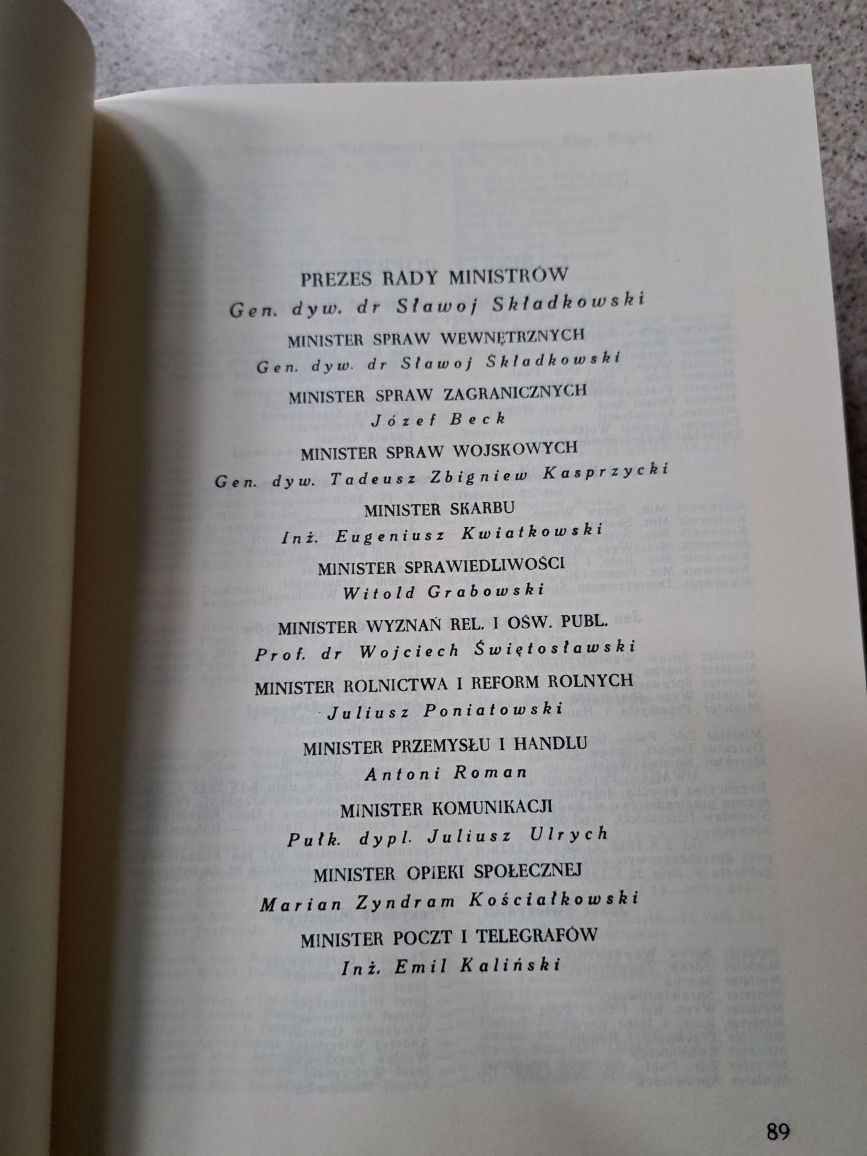 PREZES RADY MINISTRÓW
Gen. dyw. dr Sławoj Składkowski
MINISTER SPRAW WEWNĘTRZNYCH
Gen. dyw. dr Sławoj Składkowski
MINISTER SPRAW ZAGRANICZNYCH
Józef Beck
MINISTER SPRAW WOJSKOWYCH
Gen. dyw. Tadeusz Zbigniew Kasprzycki
MINISTER SKARBU
Inż. Eugeniusz Kwiatkowski
MINISTER SPRAWIEDLIWOŚCI
Witold Grabowski
MINISTER WYZNAŃ REL. I OŚW. PUBL.
Prof. dr Wojciech Świętosławski
MINISTER ROLNICTWA I REFORM ROLNYCH
Juliusz Poniatowski
MINISTER PRZEMYSŁU I HANDLU
Antoni Roman
MINISTER KOMUNIKACJI
Pułk. dypl. Juliusz Ulrych
MINISTER OPIEKI SPOŁECZNEJ
Marian Zyndram Kościałkowski
MINISTER POCZT I TELEGRAFÓW
Inż. Emil Kaliński
89